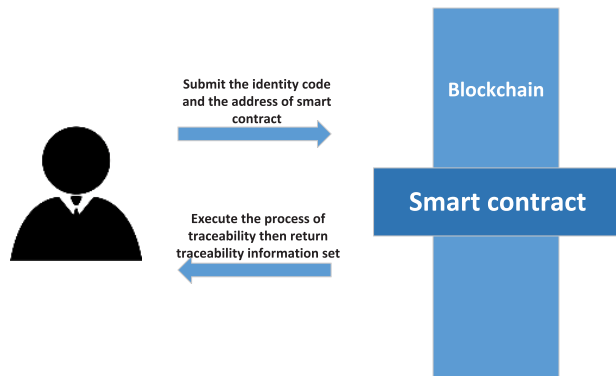 Submit the identity code
and the address of smart
contract
Blockchain
Smart contract
Execute the process of
traceability then return
traceability information set